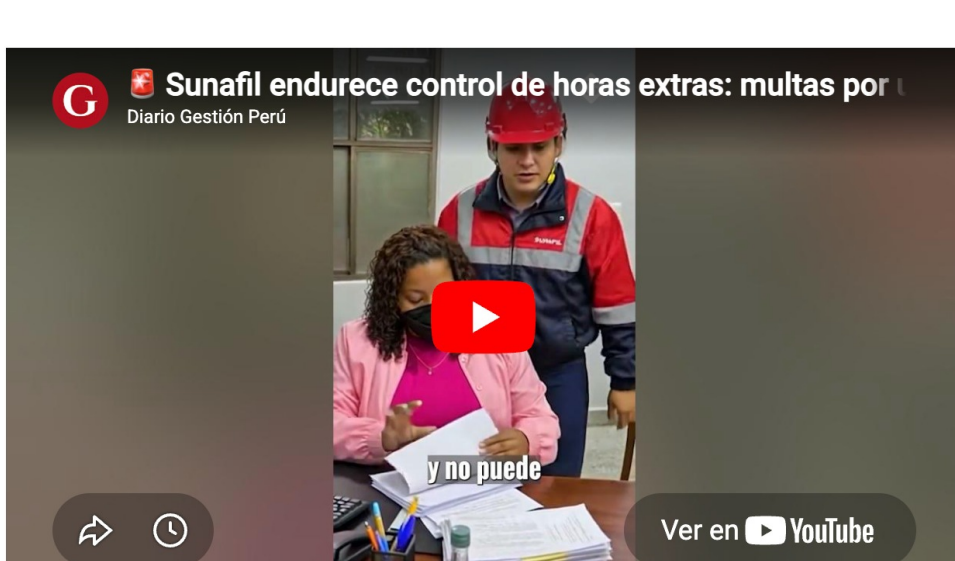 G
🚨 Sunafil endurece control de horas extras: multas por
Diario Gestión Perú
SUNAFIL
y no puede
Ver en YouTube